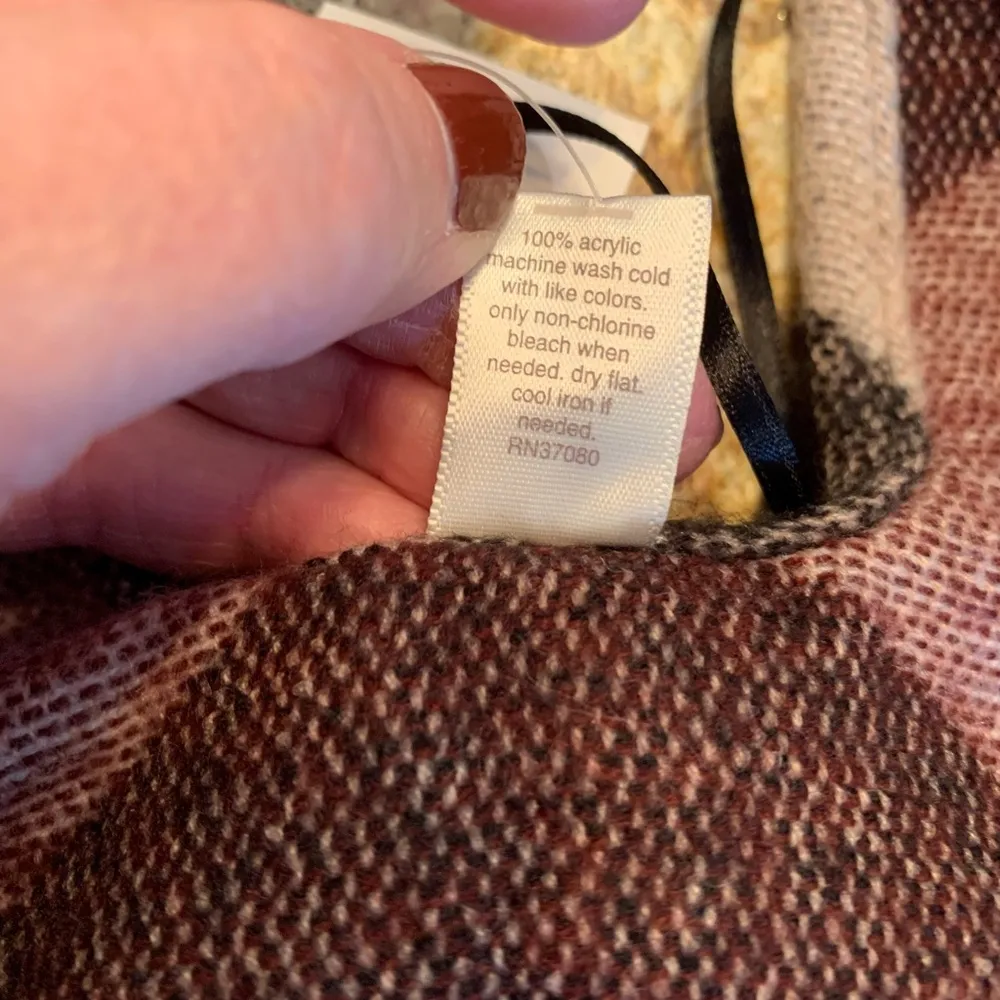 100% acrylic
machine wash cold
with like colors.
only non-chlorine
bleach when
needed. dry flat.
cool iron if
needed.
RN37080